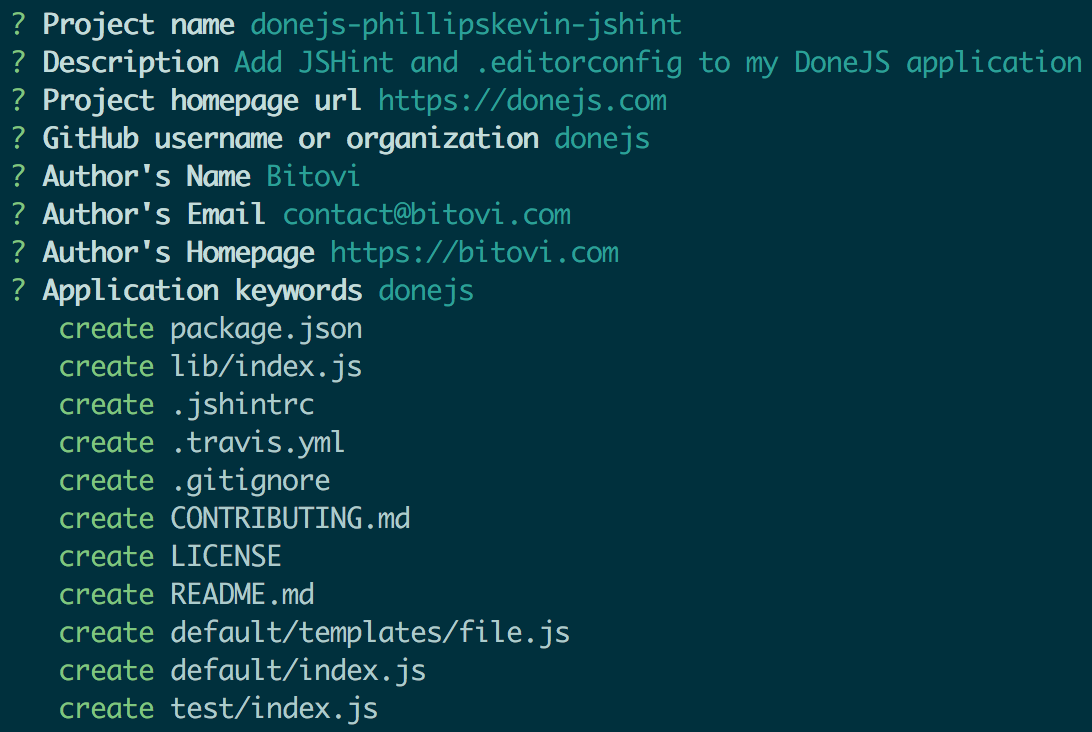 ? Project name donejs-phillipskevin-jshint
? Description Add JSHint and .editorconfig to my DoneJS application
? Project homepage url https://donejs.com
? GitHub username or organization donejs
? Author's Name Bitovi
? Author's Email contact@bitovi.com
? Author's Homepage https://bitovi.com
? Application keywords donejs
create package.json
create lib/index.js
create .jshintrc
create .travis.yml
create .gitignore
create CONTRIBUTING.md
create LICENSE
create README.md
create default/templates/file.js
create default/index.js
create test/index.js